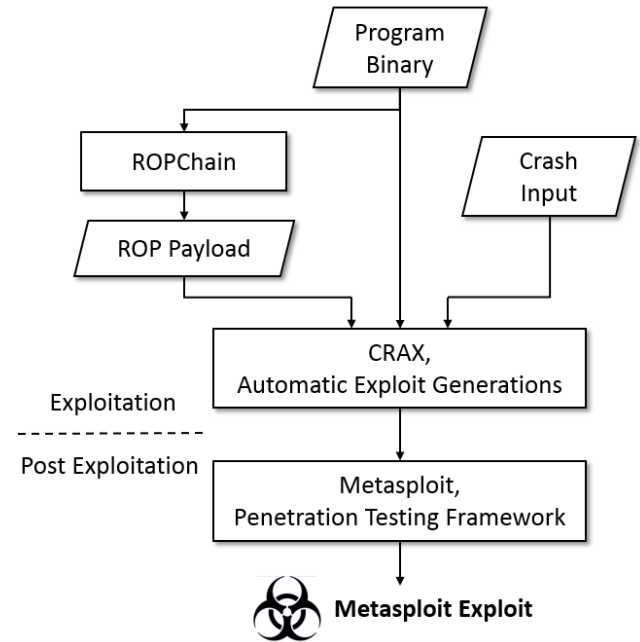 Program
Binary
ROPChain
Crash
Input
ROP Payload
CRAX,
Automatic Exploit Generations
Exploitation
Post Exploitation
Metasploit,
Penetration Testing Framework
Metasploit Exploit